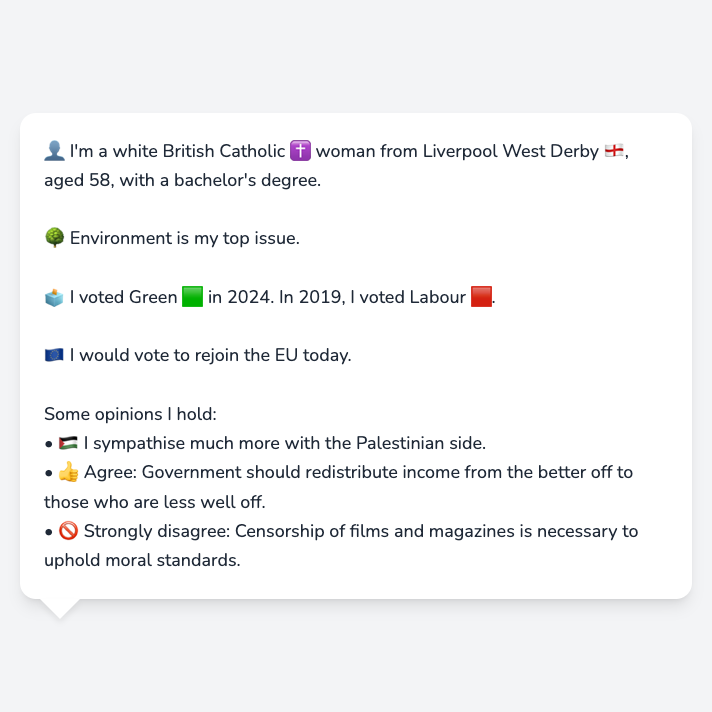 👤 I'm a white British Catholic ✝️ woman from Liverpool West Derby 🏴󠁧󠁢󠁥󠁮󠁧󠁿,
aged 58, with a bachelor's degree.
🌳 Environment is my top issue.
🗳️ I voted Green 🟩 in 2024. In 2019, I voted Labour 🟥.
🇪🇺 I would vote to rejoin the EU today.
Some opinions I hold:
• 🇵🇸 I sympathise much more with the Palestinian side.
• 👍 Agree: Government should redistribute income from the better off to
those who are less well off.
• 🚫 Strongly disagree: Censorship of films and magazines is necessary to
uphold moral standards.